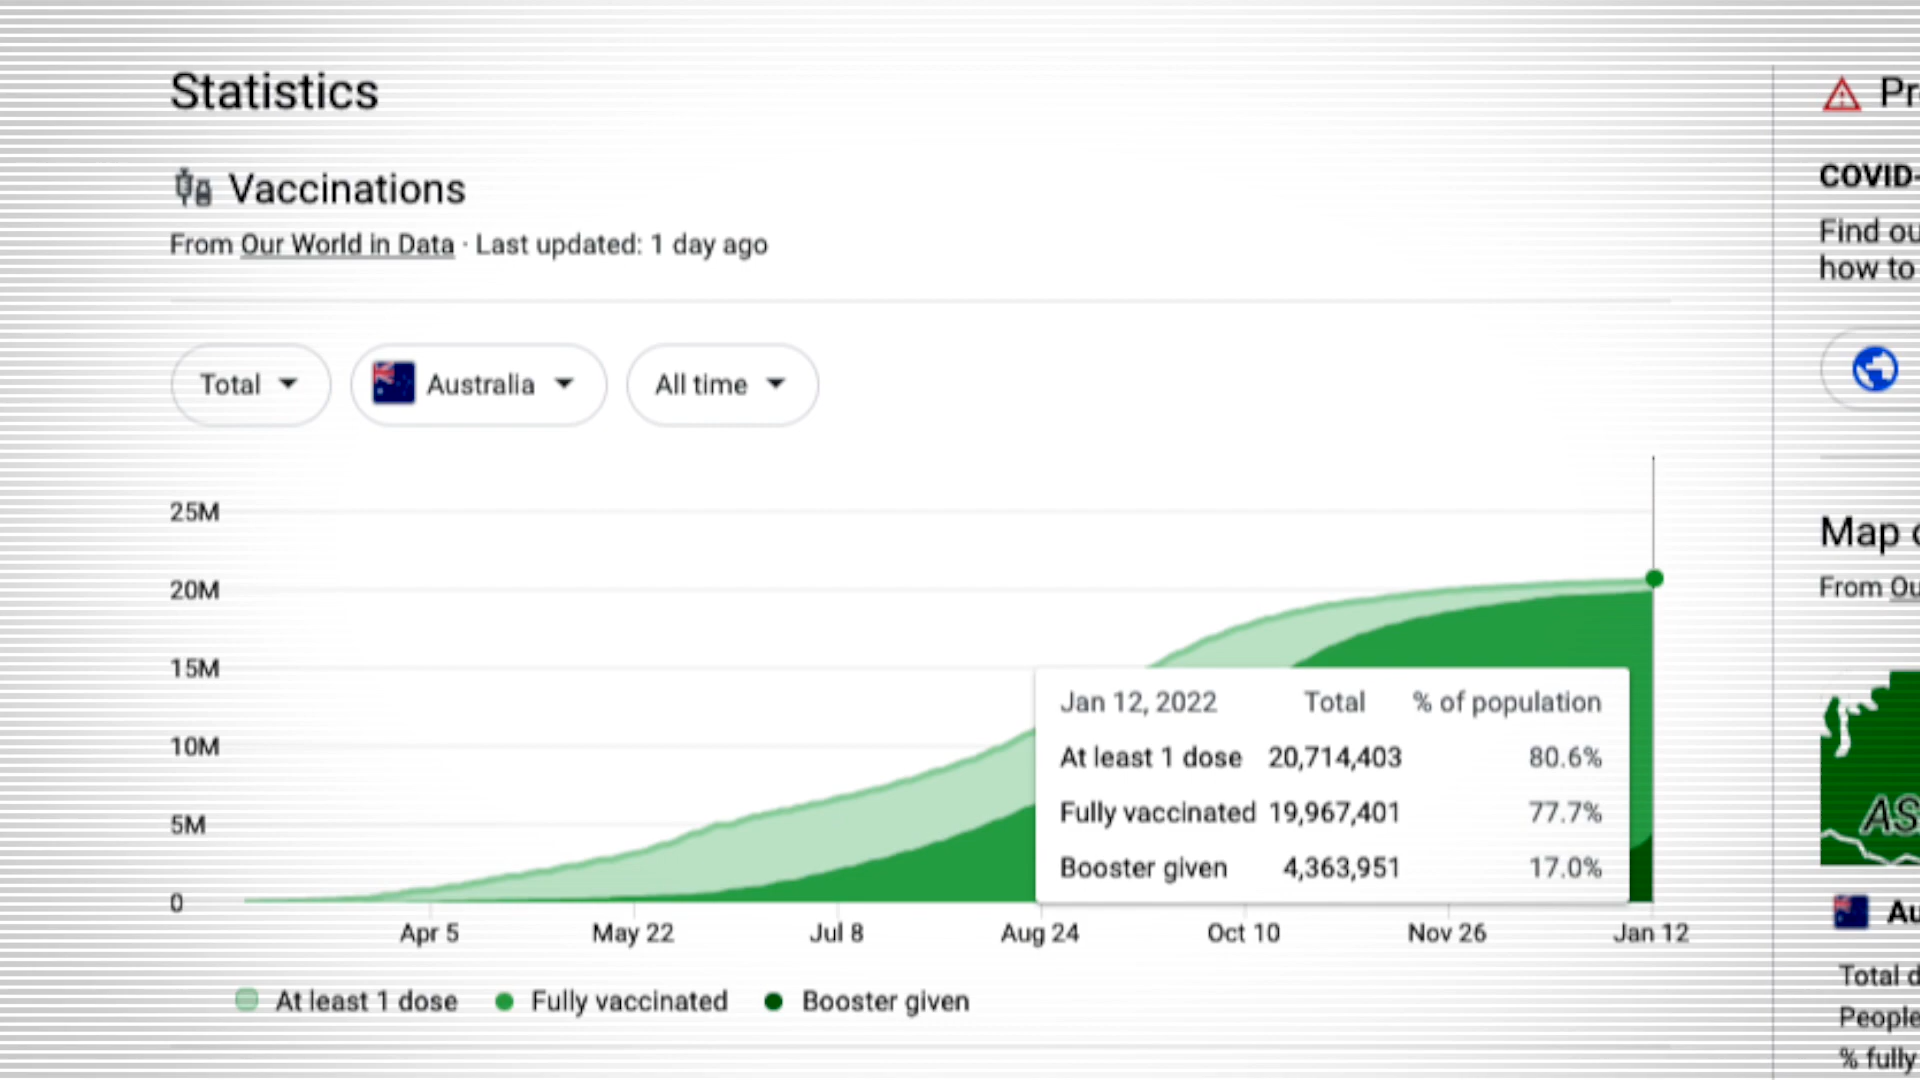 Statistics
Vaccinations
From Our World in Data · Last updated: 1 day ago
Total
Australia
All time
25M
20M
15M
10M
5M
0
Jan 12, 2022 Total % of population
At least 1 dose 20,714,403 80.6%
Fully vaccinated 19,967,401 77.7%
Booster given 4,363,951 17.0%
Apr 5 May 22 Jul 8 Aug 24 Oct 10 Nov 26 Jan 12
At least 1 dose Fully vaccinated Booster given
COVID-
Find
how to
Map
From
Total
People
% fully